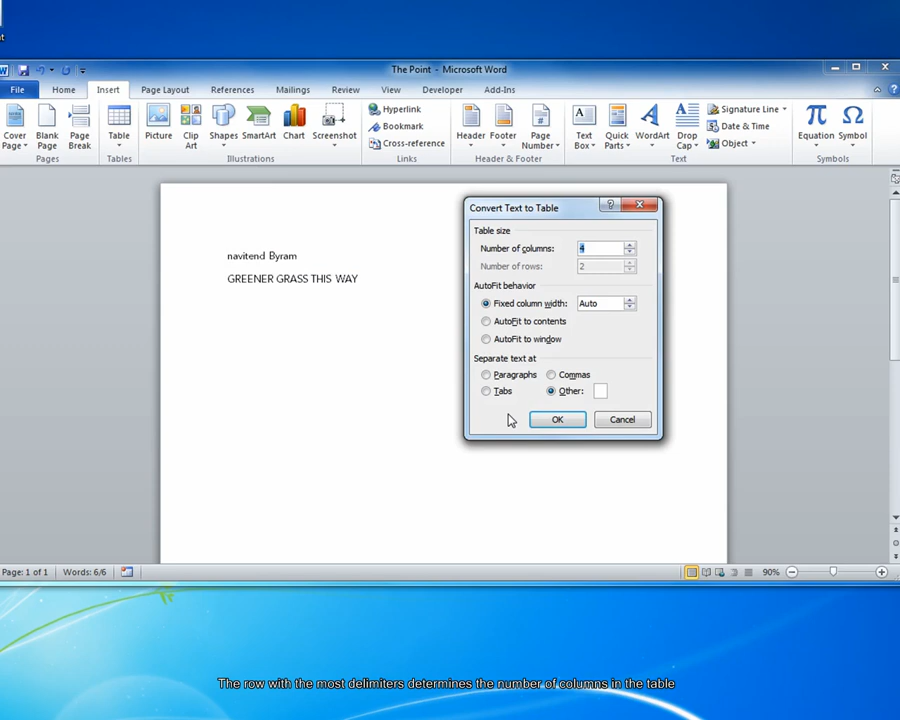 nt
The Point - Microsoft Word
File Home Insert Page Layout References Mailings Review View Developer Add-Ins
Cover Page Blank Page Page Break
Pages
Table
Tables
Picture Clip Art Shapes SmartArt Chart Screenshot
Illustrations
Hyperlink
Bookmark
Cross-reference
Links
Header Footer Page Number
Header & Footer
Text Box Quick Parts WordArt Drop Cap
Signature Line
Date & Time
Object
Text
Equation Symbol
Symbols
navitend Byram
GREENER GRASS THIS WAY
Convert Text to Table
Table size
Number of columns: 4
Number of rows: 2
AutoFit behavior
Fixed column width: Auto
AutoFit to contents
AutoFit to window
Separate text at
Paragraphs Commas
Tabs Other:
OK Cancel
Page: 1 of 1 Words: 6/6 90%
The row with the most delimiters determines the number of columns in the table